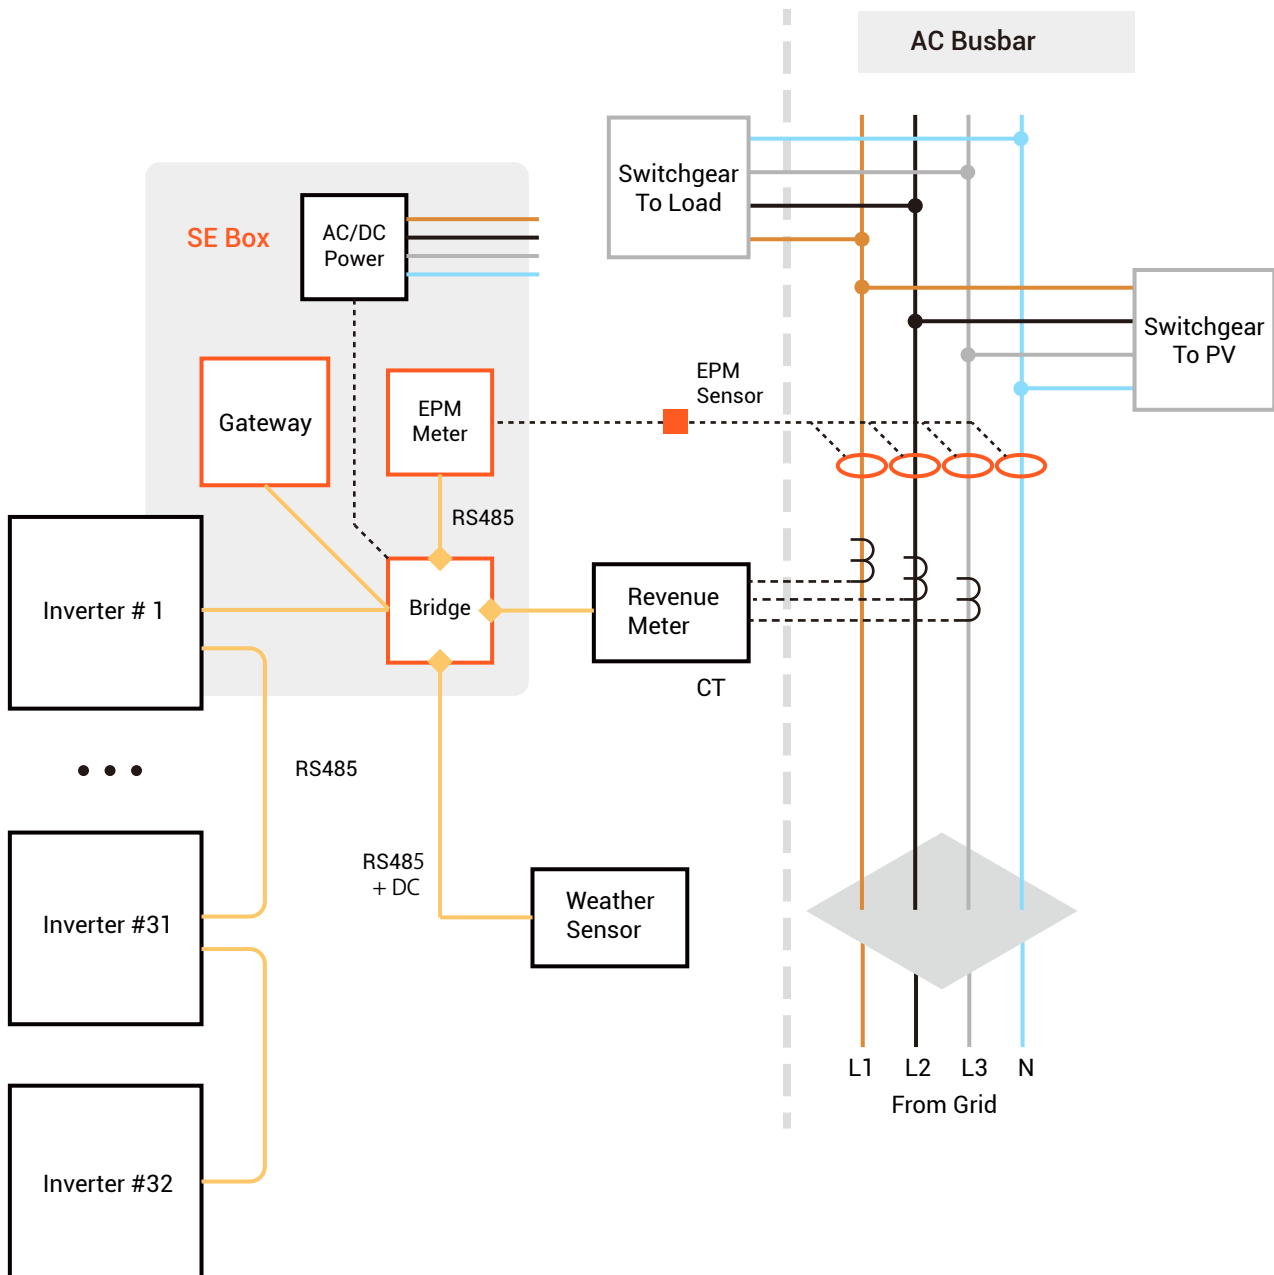 AC Busbar
Switchgear
To Load
SE Box
AC/DC
Power
Switchgear
To PV
EPM
Sensor
Gateway
EPM
Meter
RS485
Inverter # 1
Bridge
Revenue
Meter
CT
RS485
RS485
+ DC
Weather
Sensor
Inverter #31
L1 L2 L3 N
From Grid
Inverter #32